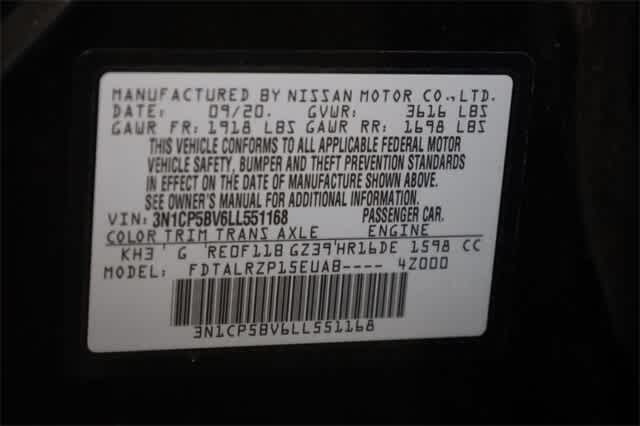 MANUFACTURED BY NISSAN MOTOR CO., LTD.
DATE: 09/20. GVWR: 3616 LBS
GAWR FR: 1918 LBS GAWR RR: 1698 LBS
THIS VEHICLE CONFORMS TO ALL APPLICABLE FEDERAL MOTOR
VEHICLE SAFETY, BUMPER AND THEFT PREVENTION STANDARDS
IN EFFECT ON THE DATE OF MANUFACTURE SHOWN ABOVE.
SEE OWNER'S MANUAL FOR ADDITIONAL INFORMATION.
VIN: 3N1CP5BV6LL551168 PASSENGER CAR.
COLOR TRIM TRANS AXLE ENGINE
KH3' G RE0F11B GZ39'HR16DE 1598 CC
MODEL: FDTALRZP15EUAB---- 4Z000
3N1CP5BV6LL551168